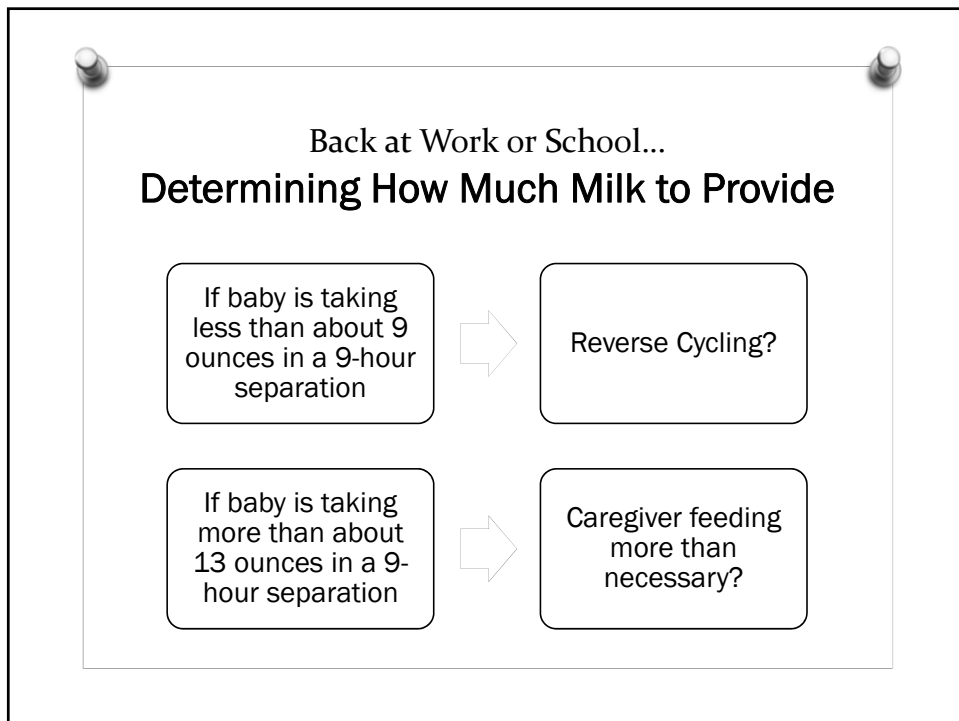 Back at Work or School...
Determining How Much Milk to Provide
If baby is taking
less than about 9
ounces in a 9-hour
separation
Reverse Cycling?
If baby is taking
more than about
13 ounces in a 9-
hour separation
Caregiver feeding
more than
necessary?